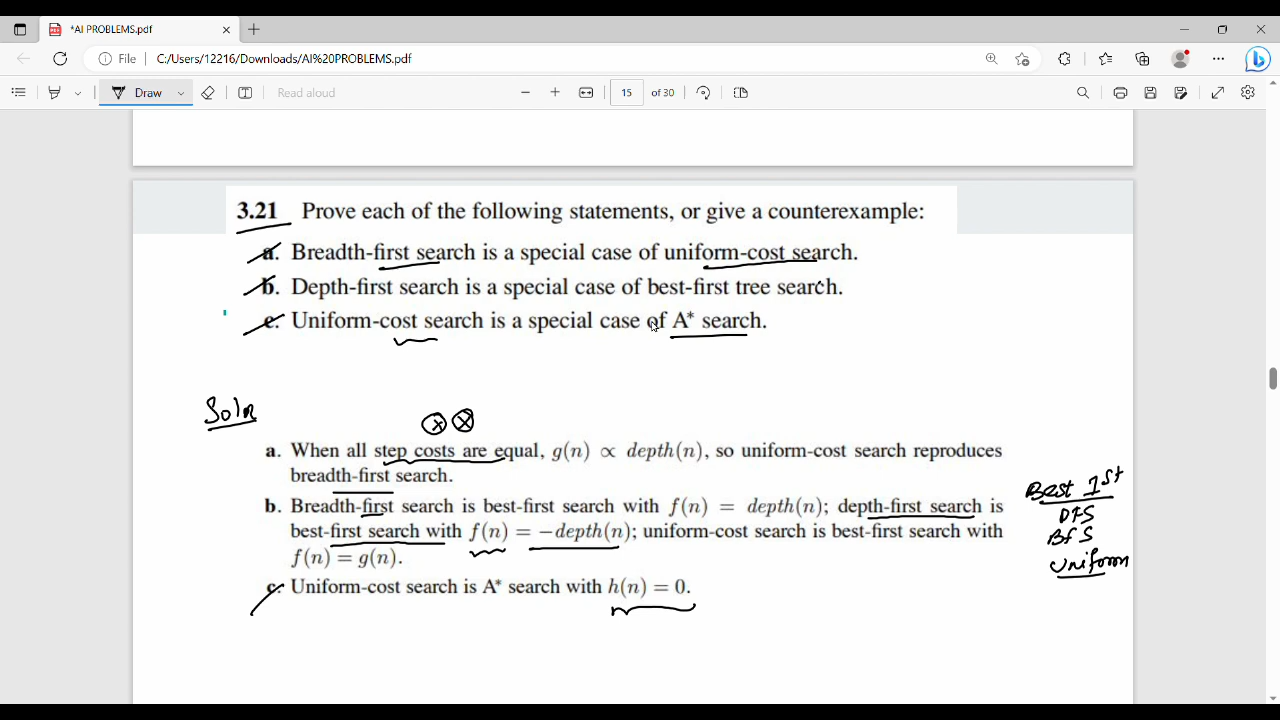 *AI PROBLEMS.pdf
File C:/Users/12216/Downloads/AI%20PROBLEMS.pdf
Draw Read aloud 15 of 30
3.21 Prove each of the following statements, or give a counterexample:
a. Breadth-first search is a special case of uniform-cost search.
b. Depth-first search is a special case of best-first tree search.
c. Uniform-cost search is a special case of A* search.
Soln
a. When all step costs are equal, g(n) ∝ depth(n), so uniform-cost search reproduces
breadth-first search.
b. Breadth-first search is best-first search with f(n) = depth(n); depth-first search is
best-first search with f(n) = −depth(n); uniform-cost search is best-first search with
f(n) = g(n).
c. Uniform-cost search is A* search with h(n) = 0.
Best 1st
DFS
BFS
Uniform